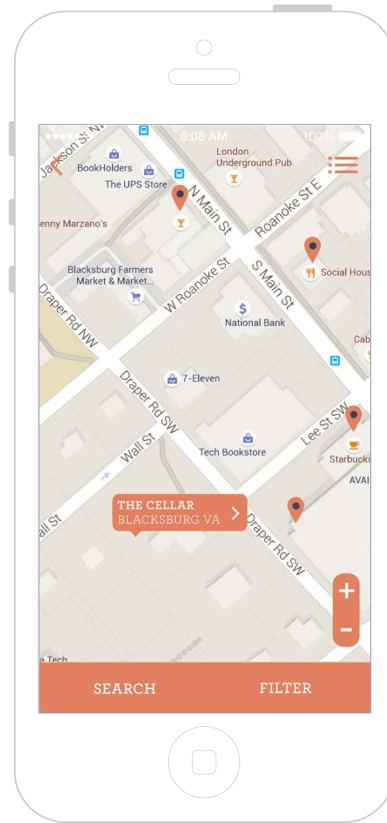 8:08 AM
100%
Jackson St NW
BookHolders
The UPS Store
London
Underground Pub
N Main St
Roanoke St E
enny Marzano's
Blacksburg Farmers
Market & Market...
W Roanoke St
S Main St
Social Hous
Draper Rd NW
$
National Bank
Cab
7-Eleven
Draper Rd SW
Wall St
Tech Bookstore
Lee St SW
Starbucks
AVAI
THE CELLAR
BLACKSBURG VA
all St
Draper Rd SW
+
-
a Tech
SEARCH
FILTER